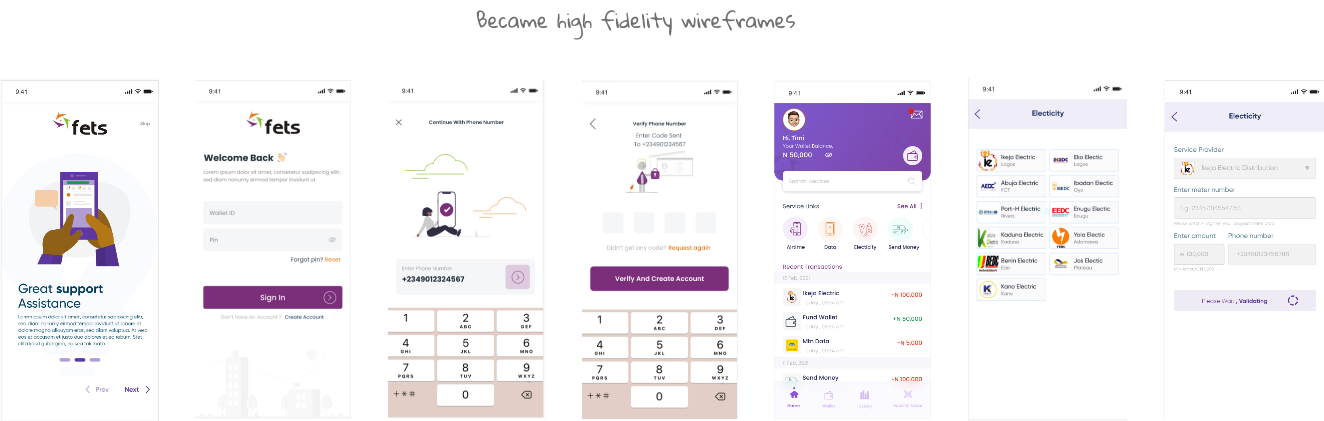 Became high fidelity wireframes
9:41
fets
Skip
Great support
Assistance
Lorem ipsum dolor sit amet, consetetur sadipscing elitr,
sed diam nonumy eirmod tempor invidunt ut labore et
dolore magna aliquyam erat, sed diam voluptua. At vero
eos et accusam et justo duo dolores et ea rebum. Stet
clita kasd gubergren, no sea tak mata
Prev
Next
9:41
fets
Welcome Back
Lorem ipsum dolor sit amet, consetetur sadipscing elitr,
sed diam nonumy eirmod tempor invidunt ut
Wallet ID
Pin
Forgot pin? Reset
Sign In
Don't Have An Account ? Create Account
9:41
Continue With Phone Number
Enter Phone Number
+2349012324567
1
2
ABC
3
DEF
4
GHI
5
JKL
6
MNO
7
PQRS
8
TUV
9
WXYZ
+*#
0
9:41
Verify Phone Number
Enter Code Sent
To +234901234567
Didn't get any code? Request again
Verify And Create Account
1
2
ABC
3
DEF
4
GHI
5
JKL
6
MNO
7
PQRS
8
TUV
9
WXYZ
+*#
0
9:41
Hi, Timi
Your Wallet Balance,
N 50,000
Search Services
Service Links
See All
Airtime
Data
Electicity
Send Money
Recent Transactions
13 Feb, 2021
Ikeja Electric
-N 100,000
Fund Wallet
+N 50,000
Mtn Data
-N 5,000
11 Feb, 2021
Send Money
-N 100,000
Home
Wallet
9:41
Electicity
Ikeja Electric
Lagos
Eko Electic
Lagos
Abuja Electric
FCT
Ibadan Electric
Oyo
Port-H Electric
Rivers
Enugu Electic
Enugu
Kaduna Electric
Kaduna
Yola Electic
Adamawa
Benin Electric
Edo
Jos Electic
Plateau
Kano Electric
Kano
9:41
Electicity
Service Provider
Ikeja Electric Distribution
Enter meter number
Enter amount
Phone number
N 100,000
Please Wait , Validating